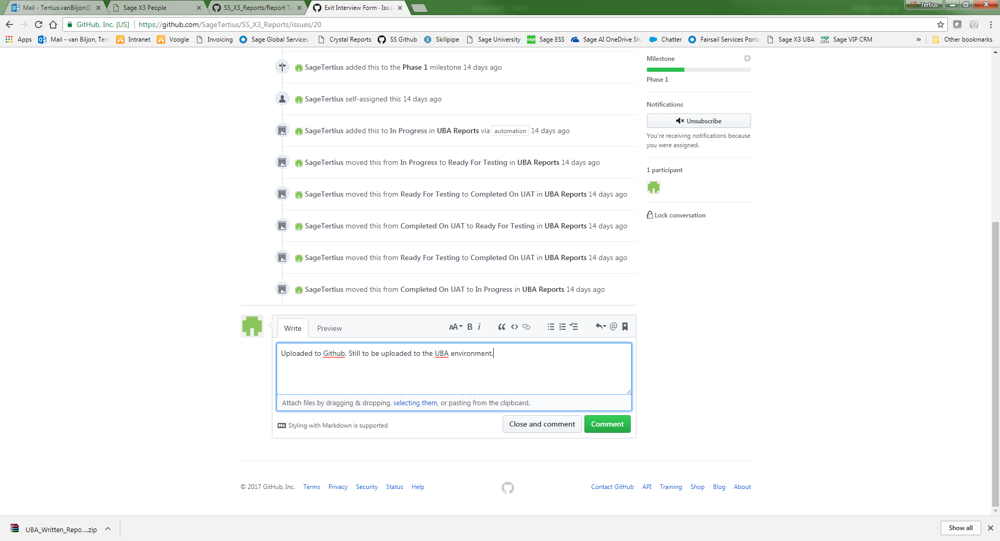 Mail - Tertius.vanBiljon@
Sage X3 People
SS_X3_Reports/Report Te
Exit Interview Form · Issu
Tertius
GitHub, Inc. [US]
https://github.com/SageTertius/SS_X3_Reports/issues/20
Apps
Mail - van Biljon, Tert
Intranet
Voogle
Invoicing
Sage Global Services
Crystal Reports
SS Github
Skillpipe
Sage University
Sage ESS
Sage AI OneDrive Sha
Chatter
Fairsail Services Porta
Sage X3 UBA
Sage VIP CRM
»
Other bookmarks
SageTertius added this to the Phase 1 milestone 14 days ago
SageTertius self-assigned this 14 days ago
SageTertius added this to In Progress in UBA Reports via automation 14 days ago
SageTertius moved this from In Progress to Ready For Testing in UBA Reports 14 days ago
SageTertius moved this from Ready For Testing to Completed On UAT in UBA Reports 14 days ago
SageTertius moved this from Completed On UAT to Ready For Testing in UBA Reports 14 days ago
SageTertius moved this from Ready For Testing to Completed On UAT in UBA Reports 14 days ago
SageTertius moved this from Completed On UAT to In Progress in UBA Reports 14 days ago
Milestone
Phase 1
Notifications
Unsubscribe
You're receiving notifications because
you were assigned.
1 participant
Lock conversation
Write
Preview
AA
B
i
@
Uploaded to Github, Still to be uploaded to the UBA environment.
Attach files by dragging & dropping, selecting them, or pasting from the clipboard.
Styling with Markdown is supported
Close and comment
Comment
© 2017 GitHub, Inc.
Terms
Privacy
Security
Status
Help
Contact GitHub
API
Training
Shop
Blog
About
UBA_Written_Repo....zip
Show all